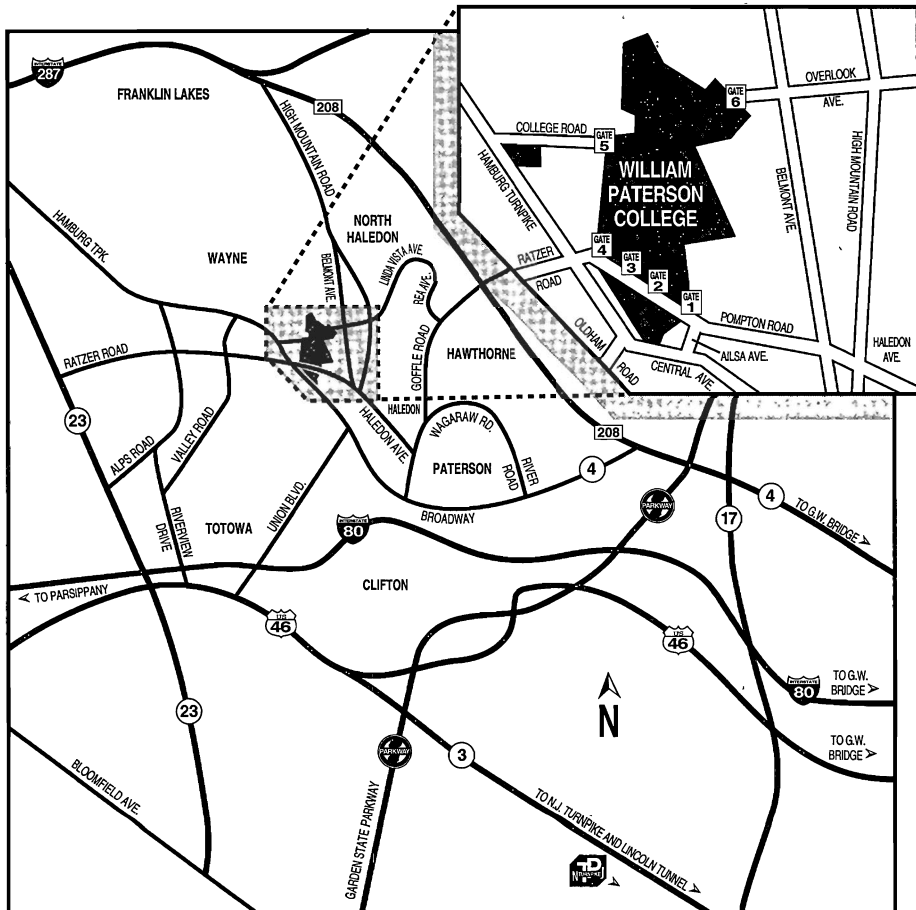 INTERSTATE
287
FRANKLIN LAKES
208
HIGH MOUNTAIN ROAD
HAMBURG TPK.
WAYNE
NORTH
HALEDON
BELMONT AVE.
LINDA VISTA AVE.
REA AVE.
RATZER ROAD
GOFFLE ROAD
HAWTHORNE
23
ALPS ROAD
VALLEY ROAD
HALEDON
HALEDON AVE.
WAGARAW RD.
PATERSON
RIVER
ROAD
208
4
BROADWAY
UNION BLVD.
TOTOWA
RIVERVIEW
DRIVE
INTERSTATE
80
PARKWAY
17
4
TO G.W. BRIDGE
TO PARSIPPANY
CLIFTON
US
46
US
46
N
TO G.W.
BRIDGE
INTERSTATE
80
TO G.W.
BRIDGE
23
PARKWAY
3
BLOOMFIELD AVE.
GARDEN STATE PARKWAY
TO N.J. TURNPIKE AND LINCOLN TUNNEL
N TURNPIKE
GATE
6
OVERLOOK
AVE.
COLLEGE ROAD
GATE
5
WILLIAM
PATERSON
COLLEGE
HAMBURG TURNPIKE
BELMONT AVE.
HIGH MOUNTAIN ROAD
GATE
4
GATE
3
GATE
2
GATE
1
RATZER
ROAD
OLDHAM
ROAD
POMPTON ROAD
AILSA AVE.
CENTRAL AVE.
HALEDON
AVE.